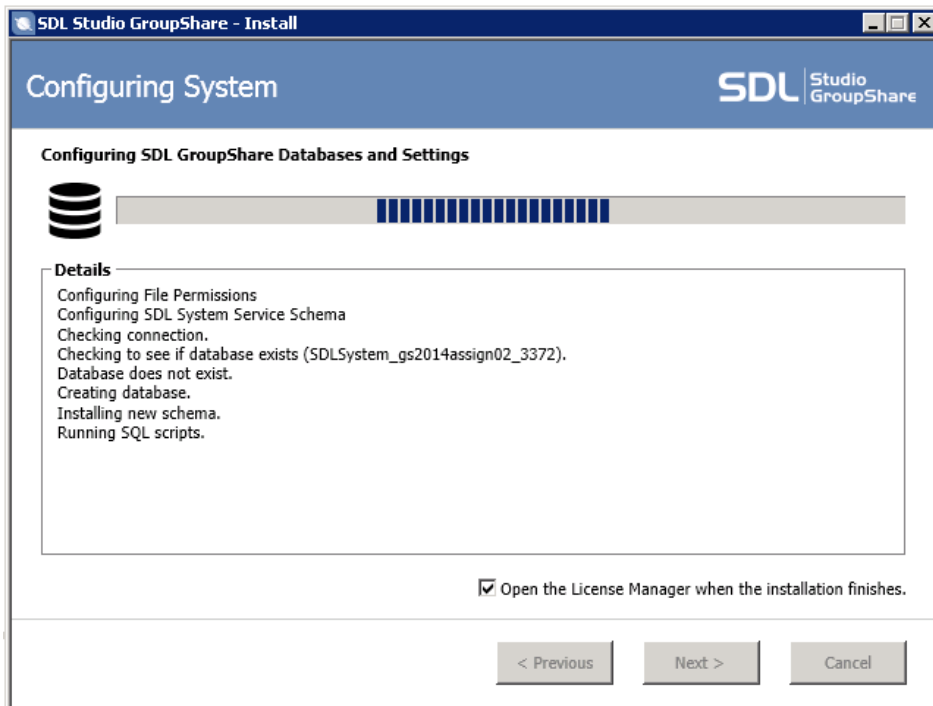 SDL Studio GroupShare - Install
Configuring System
SDL Studio
GroupShare
Configuring SDL GroupShare Databases and Settings
Details
Configuring File Permissions
Configuring SDL System Service Schema
Checking connection.
Checking to see if database exists (SDLSystem_gs2014assign02_3372).
Database does not exist.
Creating database.
Installing new schema.
Running SQL scripts.
Open the License Manager when the installation finishes.
< Previous
Next >
Cancel